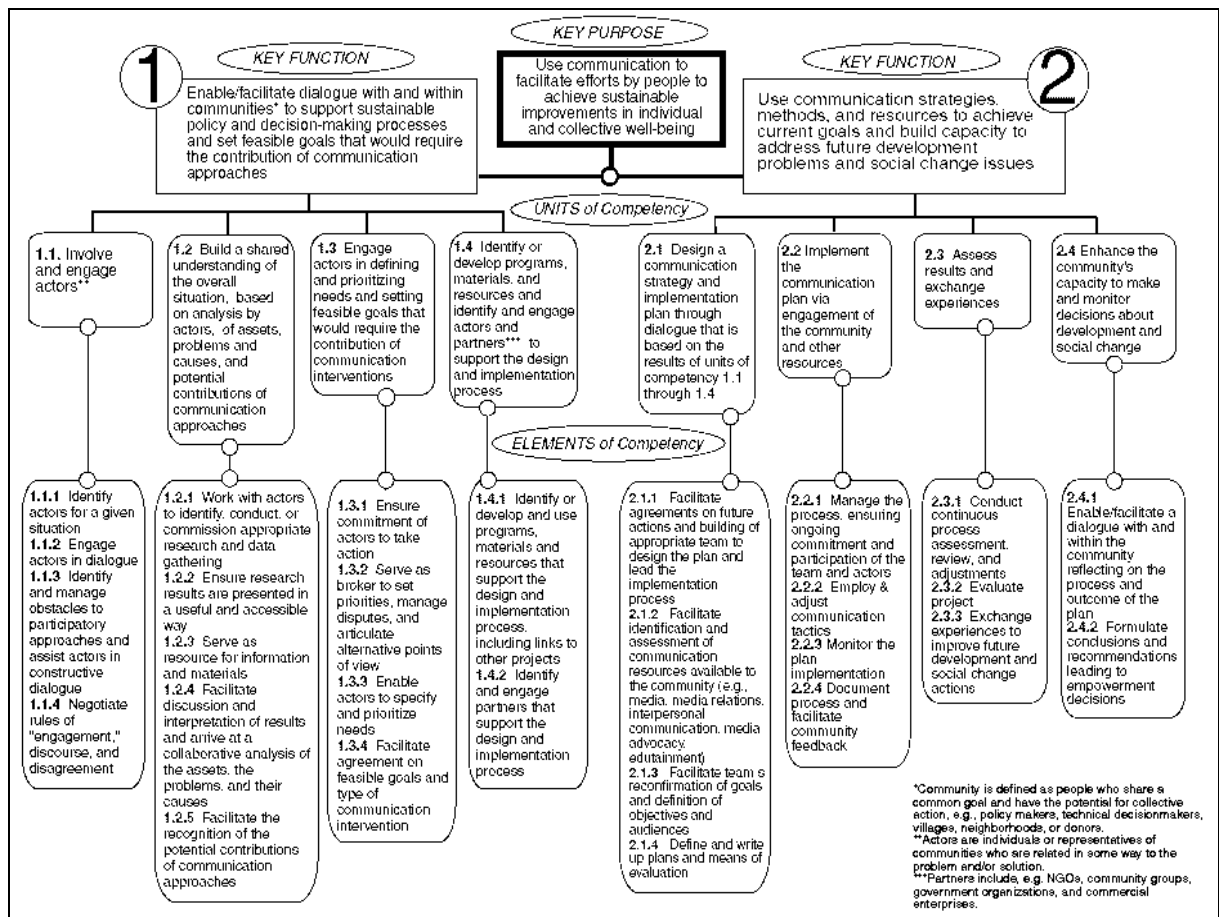 KEY PURPOSE
Use communication to
facilitate efforts by people to
achieve sustainable
improvements in individual
and collective well-being
KEY FUNCTION
1
Enable/facilitate dialogue with and within
communities* to support sustainable
policy and decision-making processes
and set feasible goals that would require
the contribution of communication
approaches
KEY FUNCTION
2
Use communication strategies,
methods, and resources to achieve
current goals and build capacity to
address future development
problems and social change issues
UNITS of Competency
1.1. Involve
and engage
actors**
1.2 Build a shared
understanding of
the overall
situation, based
on analysis by
actors, of assets,
problems and
causes, and
potential
contributions of
communication
approaches
1.3 Engage
actors in defining
and prioritizing
needs and setting
feasible goals that
would require the
contribution of
communication
interventions
1.4 Identify or
develop programs,
materials, and
resources and
identify and engage
actors and
partners*** to
support the design
and implementation
process
2.1 Design a
communication
strategy and
implementation
plan through
dialogue that is
based on the
results of units of
competency 1.1
through 1.4
2.2 Implement
the
communication
plan via
engagement of
the community
and other
resources
2.3 Assess
results and
exchange
experiences
2.4 Enhance the
community's
capacity to make
and monitor
decisions about
development and
social change
ELEMENTS of Competency
1.1.1 Identify
actors for a given
situation
1.1.2 Engage
actors in dialogue
1.1.3 Identify
and manage
obstacles to
participatory
approaches and
assist actors in
constructive
dialogue
1.1.4 Negotiate
rules of
"engagement,"
discourse, and
disagreement
1.2.1 Work with actors
to identify, conduct, or
commission appropriate
research and data
gathering
1.2.2 Ensure research
results are presented in
a useful and accessible
way
1.2.3 Serve as
resource for information
and materials
1.2.4 Facilitate
discussion and
interpretation of results
and arrive at a
collaborative analysis of
the assets, the
problems, and their
causes
1.2.5 Facilitate the
recognition of the
potential contributions
of communication
approaches
1.3.1 Ensure
commitment of
actors to take
action
1.3.2 Serve as
broker to set
priorities, manage
disputes, and
articulate
alternative points
of view
1.3.3 Enable
actors to specify
and prioritize
needs
1.3.4 Facilitate
agreement on
feasible goals and
type of
communication
intervention
1.4.1 Identify or
develop and use
programs,
materials and
resources that
support the
design and
implementation
process,
including links to
other projects
1.4.2 Identify
and engage
partners that
support the
design and
implementation
process
2.1.1 Facilitate
agreements on future
actions and building of
appropriate team to
design the plan and
lead the
implementation
process
2.1.2 Facilitate
identification and
assessment of
communication
resources available to
the community (e.g.,
media, media relations,
interpersonal
communication, media
advocacy,
edutainment)
2.1.3 Facilitate team s
reconfirmation of goals
and definition of
objectives and
audiences
2.1.4 Define and write
up plans and means of
evaluation
2.2.1 Manage the
process, ensuring
ongoing
commitment and
participation of the
team and actors
2.2.2 Employ &
adjust
communication
tactics
2.2.3 Monitor the
plan
implementation
2.2.4 Document
process and
facilitate
community
feedback
2.3.1 Conduct
continuous
process
assessment,
review, and
adjustments
2.3.2 Evaluate
project
2.3.3 Exchange
experiences to
improve future
development and
social change
actions
2.4.1
Enable/facilitate a
dialogue with and
within the
community
reflecting on the
process and
outcome of the
plan
2.4.2 Formulate
conclusions and
recommendations
leading to
empowerment
decisions
*Community is defined as people who share a
common goal and have the potential for collective
action, e.g., policy makers, technical decisionmakers,
villages, neighborhoods, or donors.
**Actors are individuals or representatives of
communities who are related in some way to the
problem and/or solution.
***Partners include, e.g. NGOs, community groups,
government organizations, and commercial
enterprises.